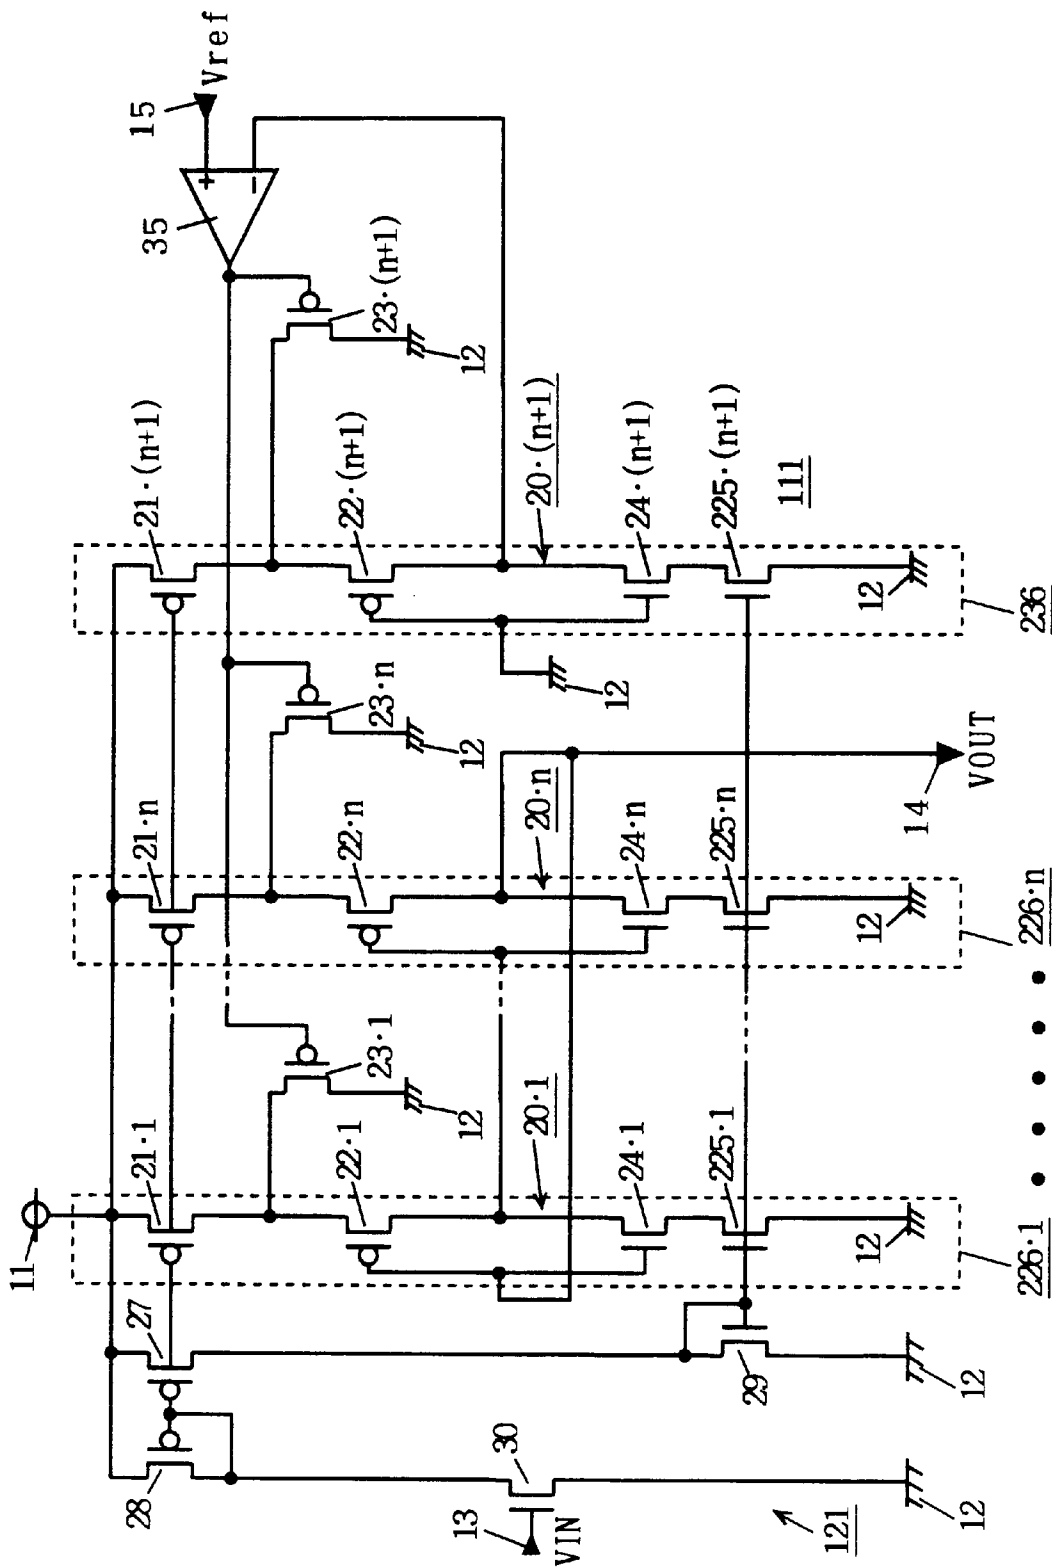 15
Vref
35
23·(n+1)
12
21·(n+1)
22·(n+1)
20·(n+1)
24·(n+1)
225·(n+1)
111
12
236
12
23·n
12
VOUT
14
21·n
22·n
20·n
24·n
225·n
12
226·n
23·1
12
11
21·1
22·1
20·1
24·1
225·1
12
226·1
27
29
12
28
30
13
VIN
121
12
+
−